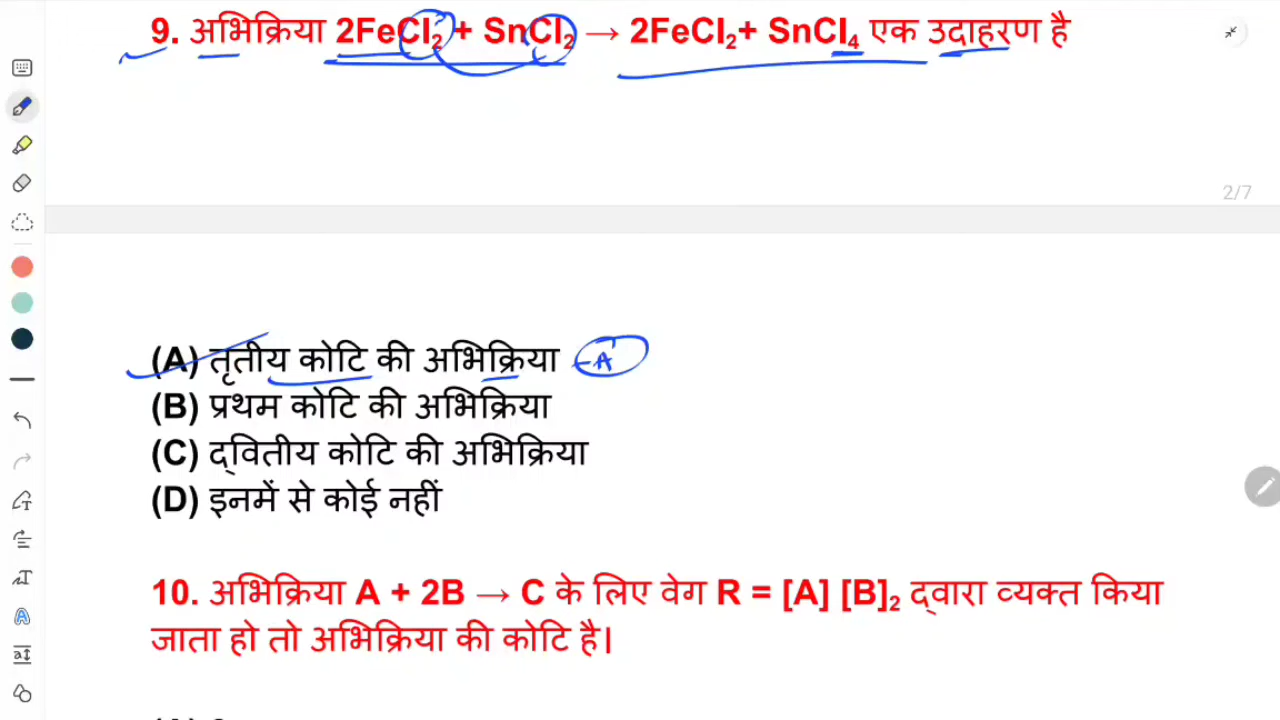 9. अभिक्रिया 2FeCl₂ + SnCl₂ → 2FeCl₂+ SnCl₄ एक उदाहरण है
2/7
(A) तृतीय कोटि की अभिक्रिया -A
(B) प्रथम कोटि की अभिक्रिया
(C) द्वितीय कोटि की अभिक्रिया
(D) इनमें से कोई नहीं
10. अभिक्रिया A + 2B → C के लिए वेग R = [A] [B]₂ द्वारा व्यक्त किया
जाता हो तो अभिक्रिया की कोटि है।